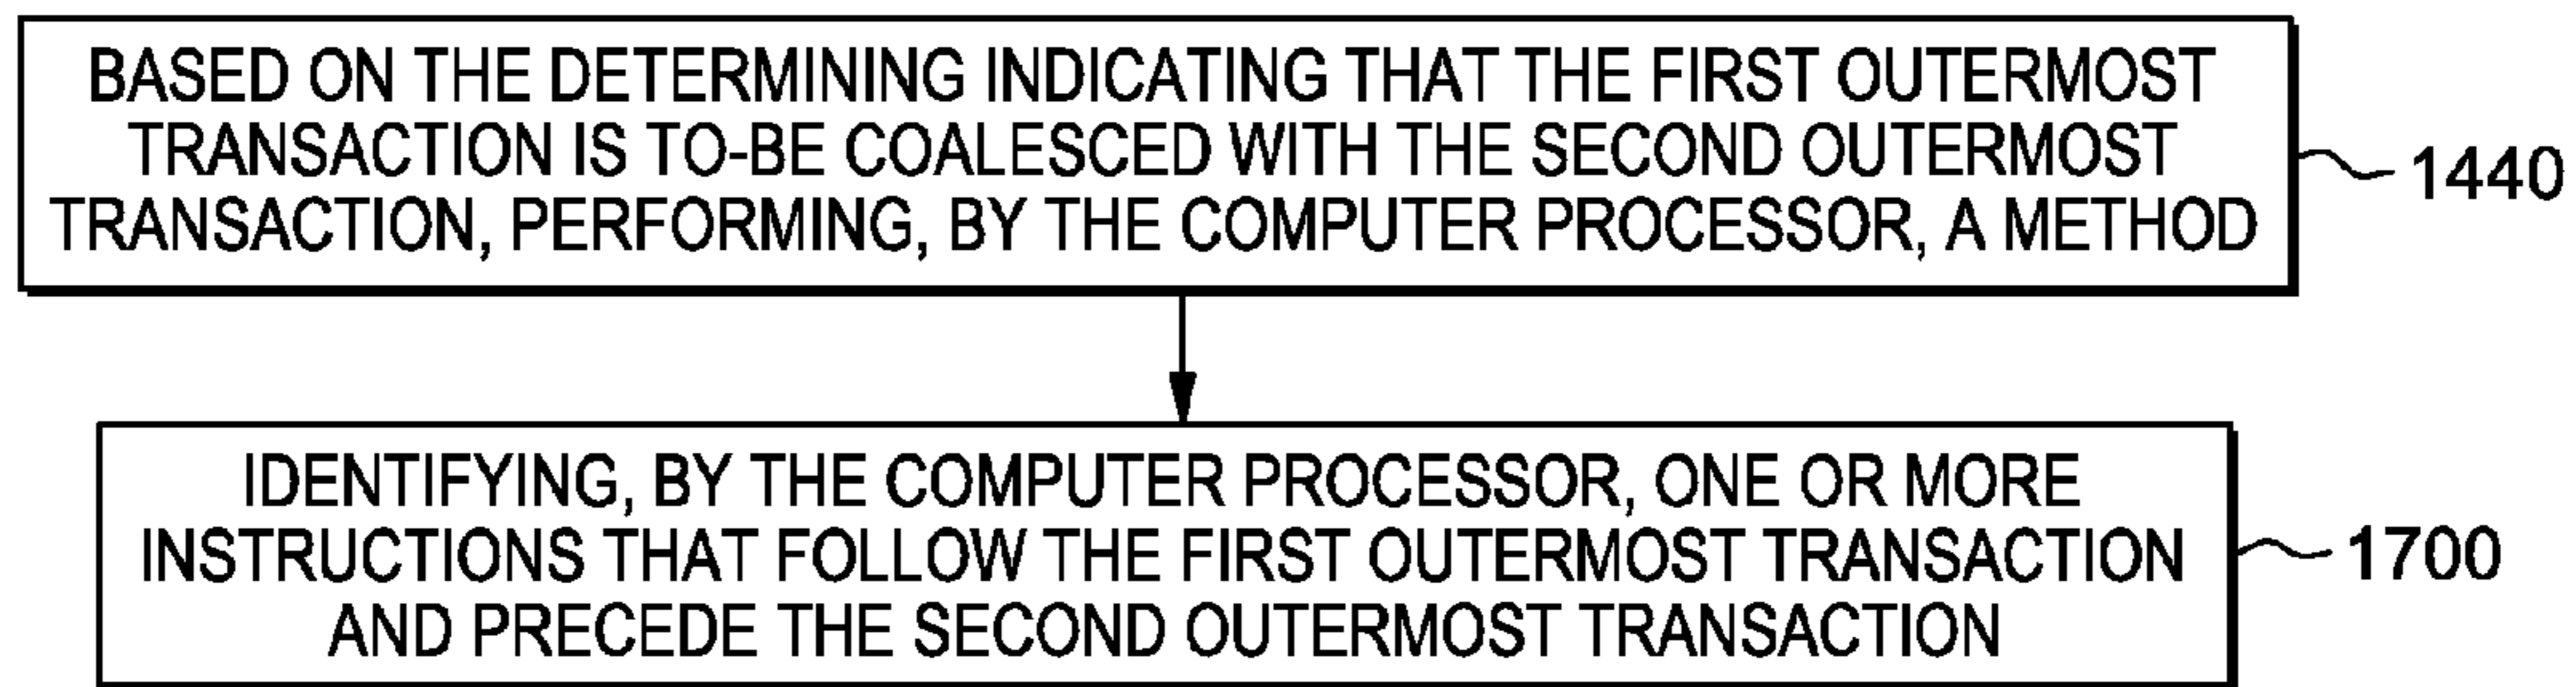 BASED ON THE DETERMINING INDICATING THAT THE FIRST OUTERMOST
TRANSACTION IS TO-BE COALESCED WITH THE SECOND OUTERMOST
TRANSACTION, PERFORMING, BY THE COMPUTER PROCESSOR, A METHOD
1440
IDENTIFYING, BY THE COMPUTER PROCESSOR, ONE OR MORE
INSTRUCTIONS THAT FOLLOW THE FIRST OUTERMOST TRANSACTION
AND PRECEDE THE SECOND OUTERMOST TRANSACTION
1700